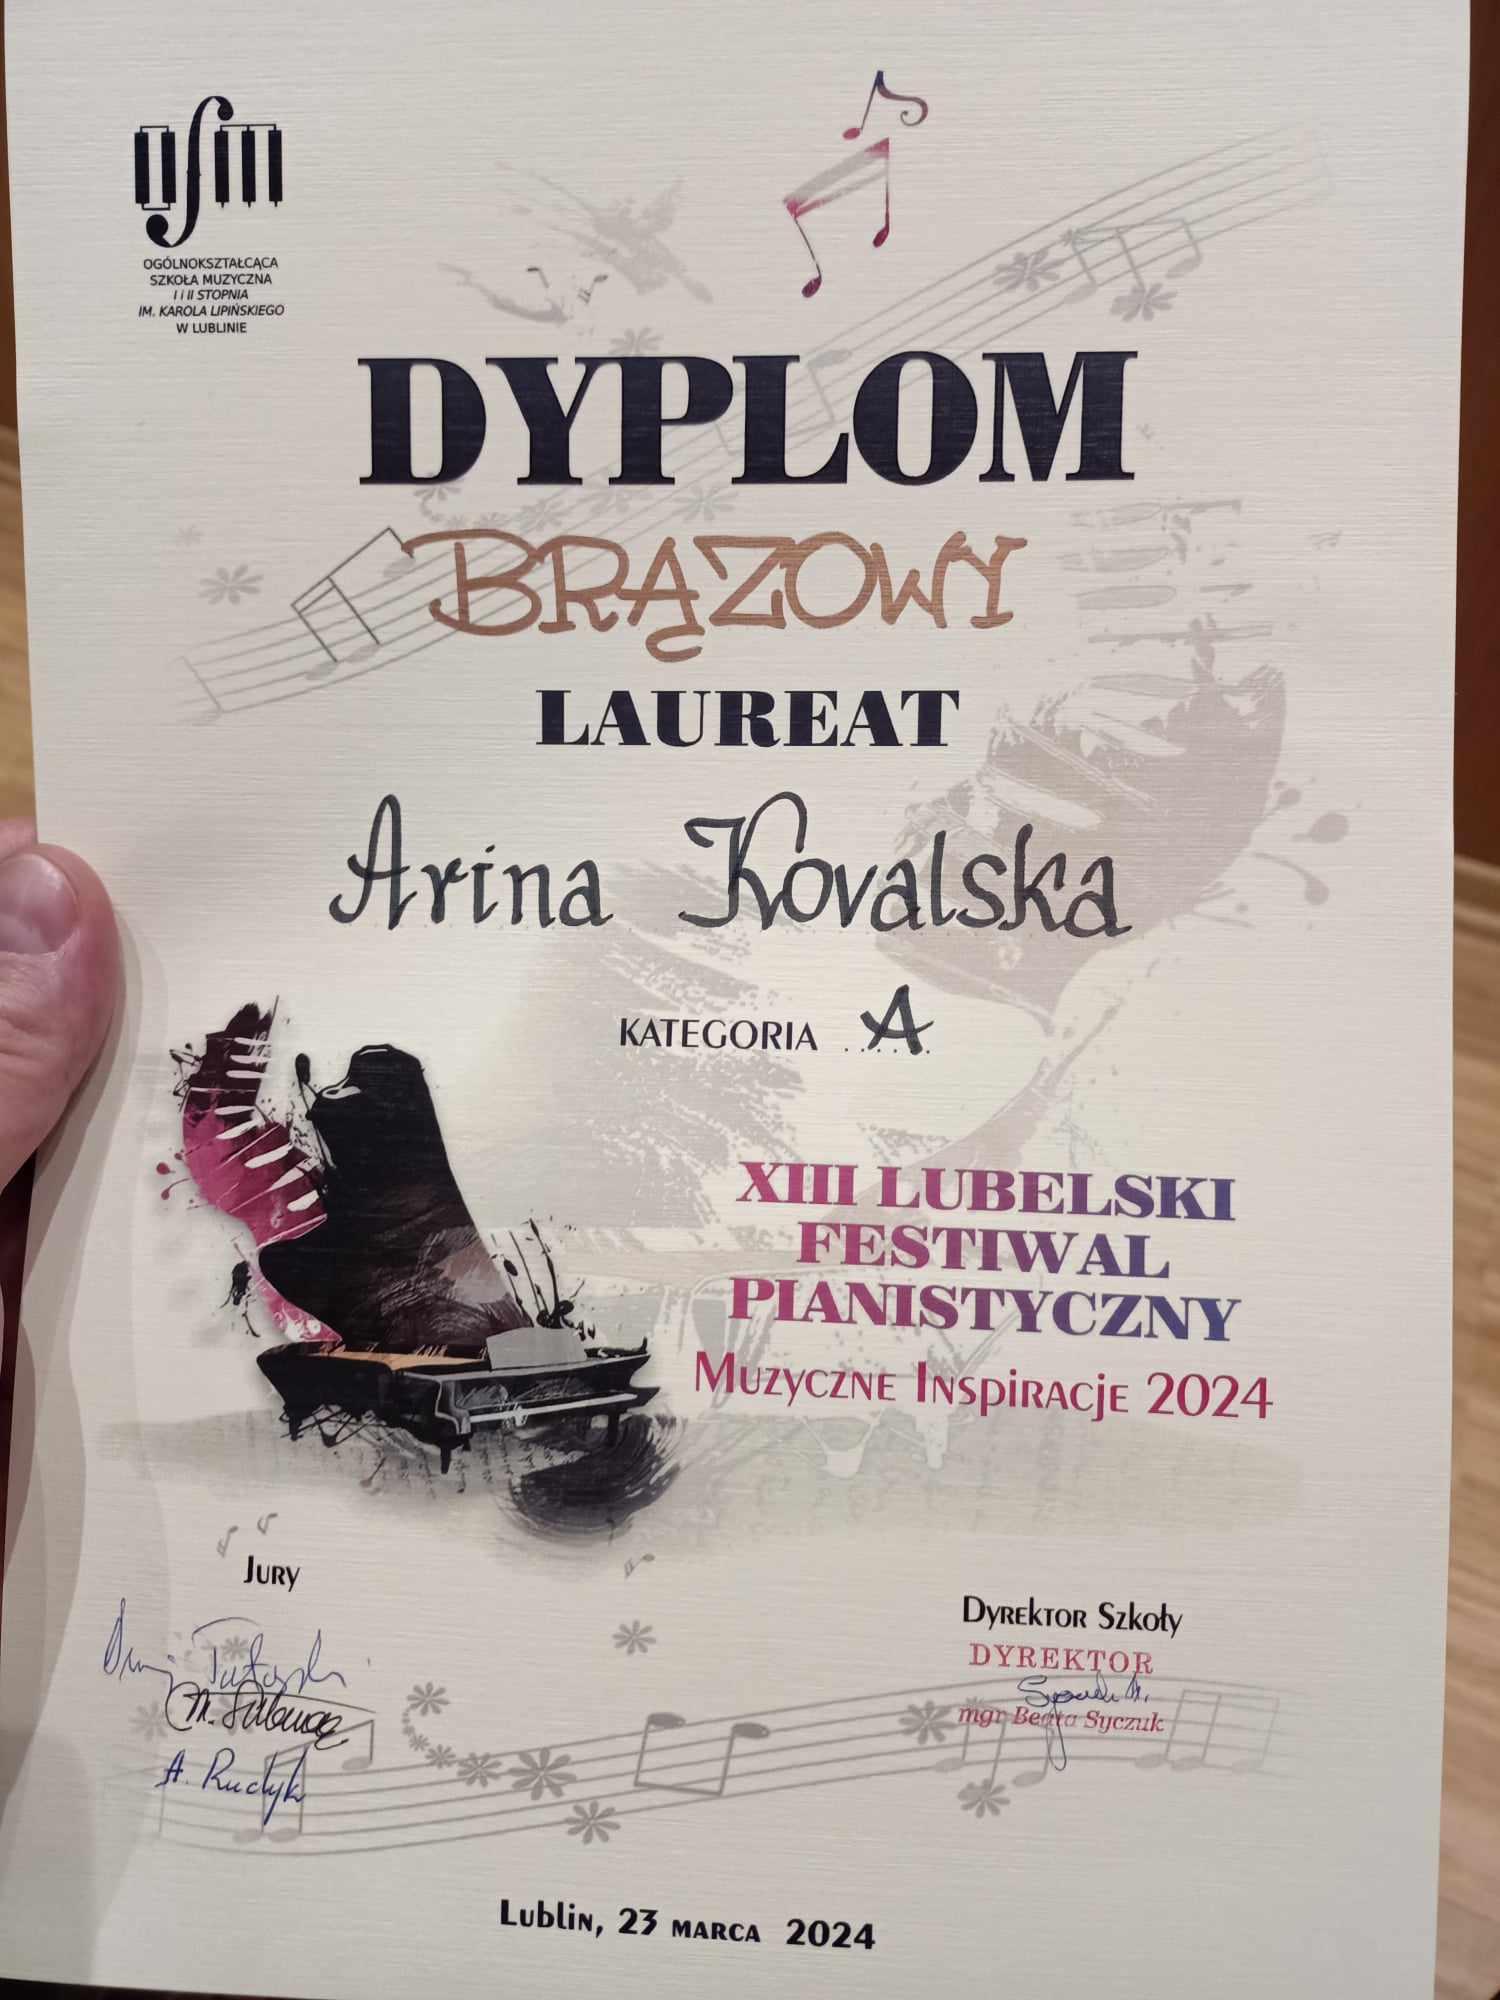 OGÓLNOKSZTAŁCĄCA
SZKOŁA MUZYCZNA
I i II STOPNIA
IM. KAROLA LIPIŃSKIEGO
W LUBLINIE
DYPLOM
BRĄZOWY
LAUREAT
Arina Kovalska
KATEGORIA A
XIII LUBELSKI
FESTIWAL
PIANISTYCZNY
Muzyczne Inspiracje 2024
Jury
A. Rudyk
Dyrektor Szkoły
DYREKTOR
mgr Beata Syczuk
Lublin, 23 marca 2024